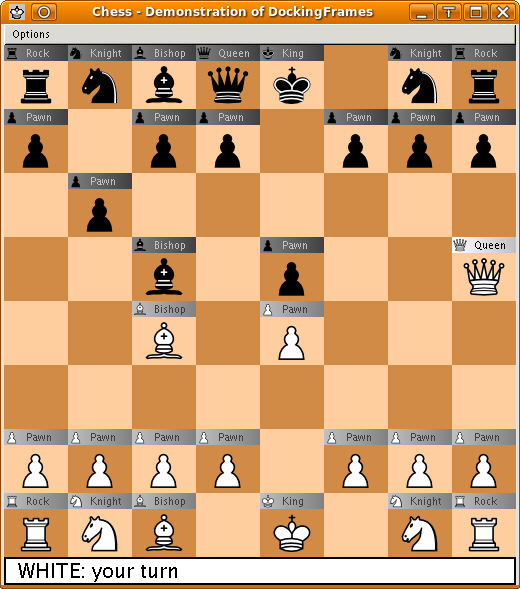 Chess - Demonstration of DockingFrames
Options
Rock Knight Bishop Queen King Knight Rock
Pawn Pawn Pawn Pawn Pawn Pawn
Pawn
Bishop Pawn Queen
Bishop Pawn
Pawn Pawn Pawn Pawn Pawn Pawn Pawn
Rock Knight Bishop King Knight Rock
WHITE: your turn